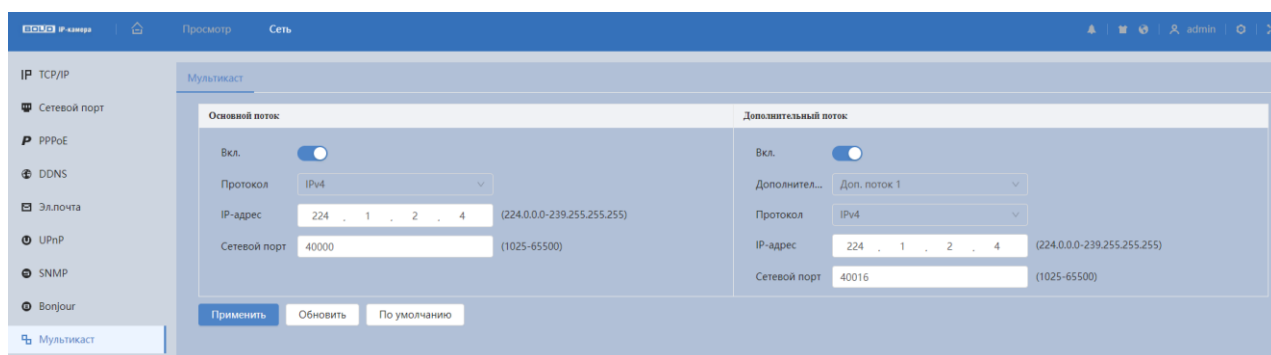 BOLID IP-камера Просмотр Сеть admin
IP TCP/IP
Сетевой порт
PPPoE
DDNS
Эл.почта
UPnP
SNMP
Bonjour
Мультикаст
Мультикаст
Основной поток
Вкл.
Протокол IPv4
IP-адрес 224 . 1 . 2 . 4 (224.0.0.0-239.255.255.255)
Сетевой порт 40000 (1025-65500)
Дополнительный поток
Вкл.
Дополнител... Доп. поток 1
Протокол IPv4
IP-адрес 224 . 1 . 2 . 4 (224.0.0.0-239.255.255.255)
Сетевой порт 40016 (1025-65500)
Применить Обновить По умолчанию